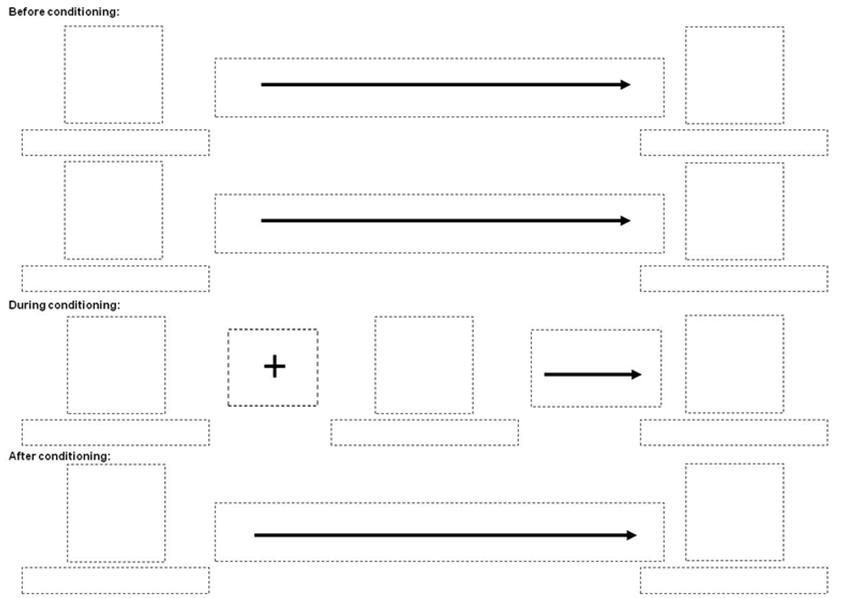 Before conditioning:
During conditioning:
+
After conditioning: